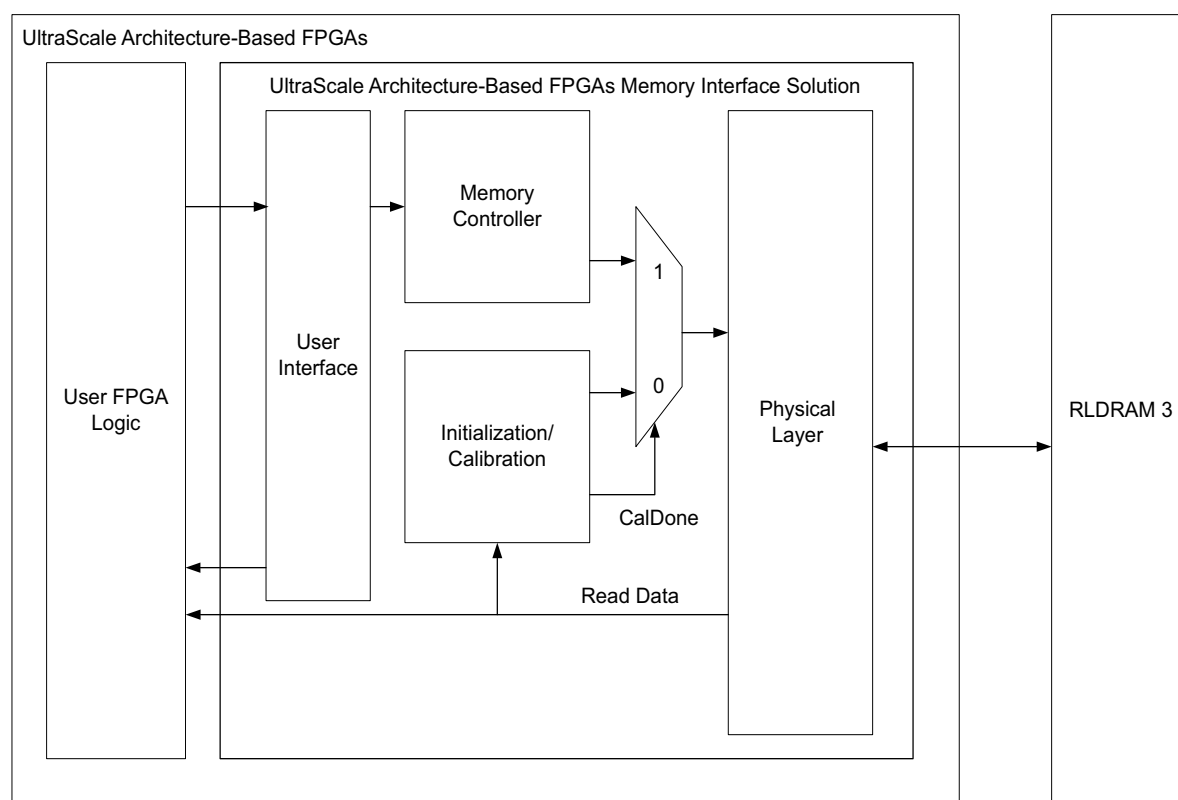 UltraScale Architecture-Based FPGAs
UltraScale Architecture-Based FPGAs Memory Interface Solution
Memory
Controller
1
User
Interface
0
User FPGA
Logic
Physical
Layer
RLDRAM 3
Initialization/
Calibration
CalDone
Read Data